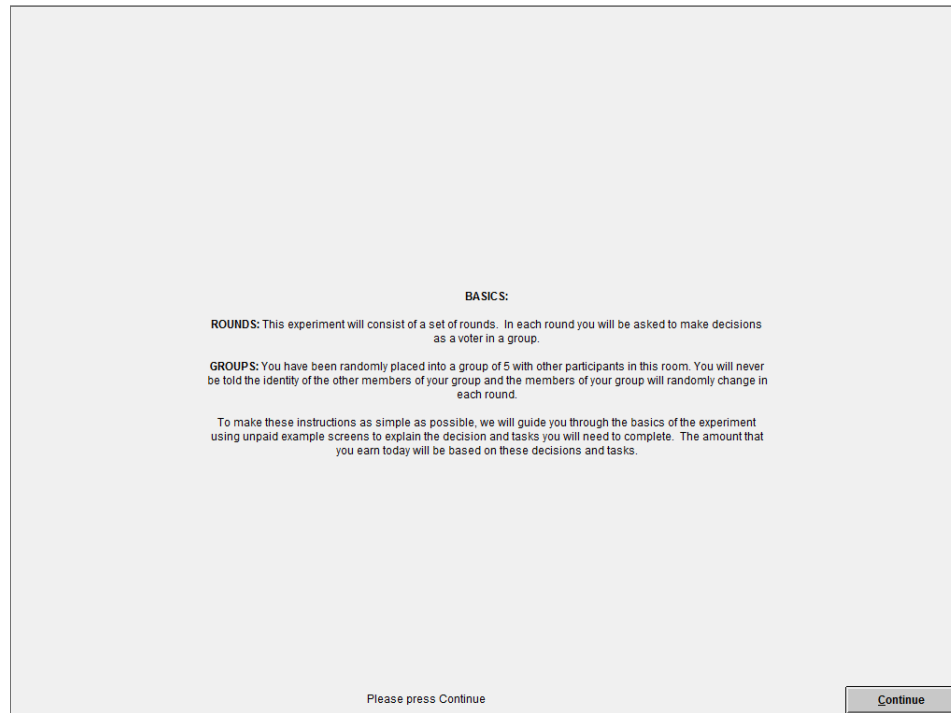 BASICS:
ROUNDS: This experiment will consist of a set of rounds. In each round you will be asked to make decisions
as a voter in a group.
GROUPS: You have been randomly placed into a group of 5 with other participants in this room. You will never
be told the identity of the other members of your group and the members of your group will randomly change in
each round.
To make these instructions as simple as possible, we will guide you through the basics of the experiment
using unpaid example screens to explain the decision and tasks you will need to complete. The amount that
you earn today will be based on these decisions and tasks.
Please press Continue
Continue